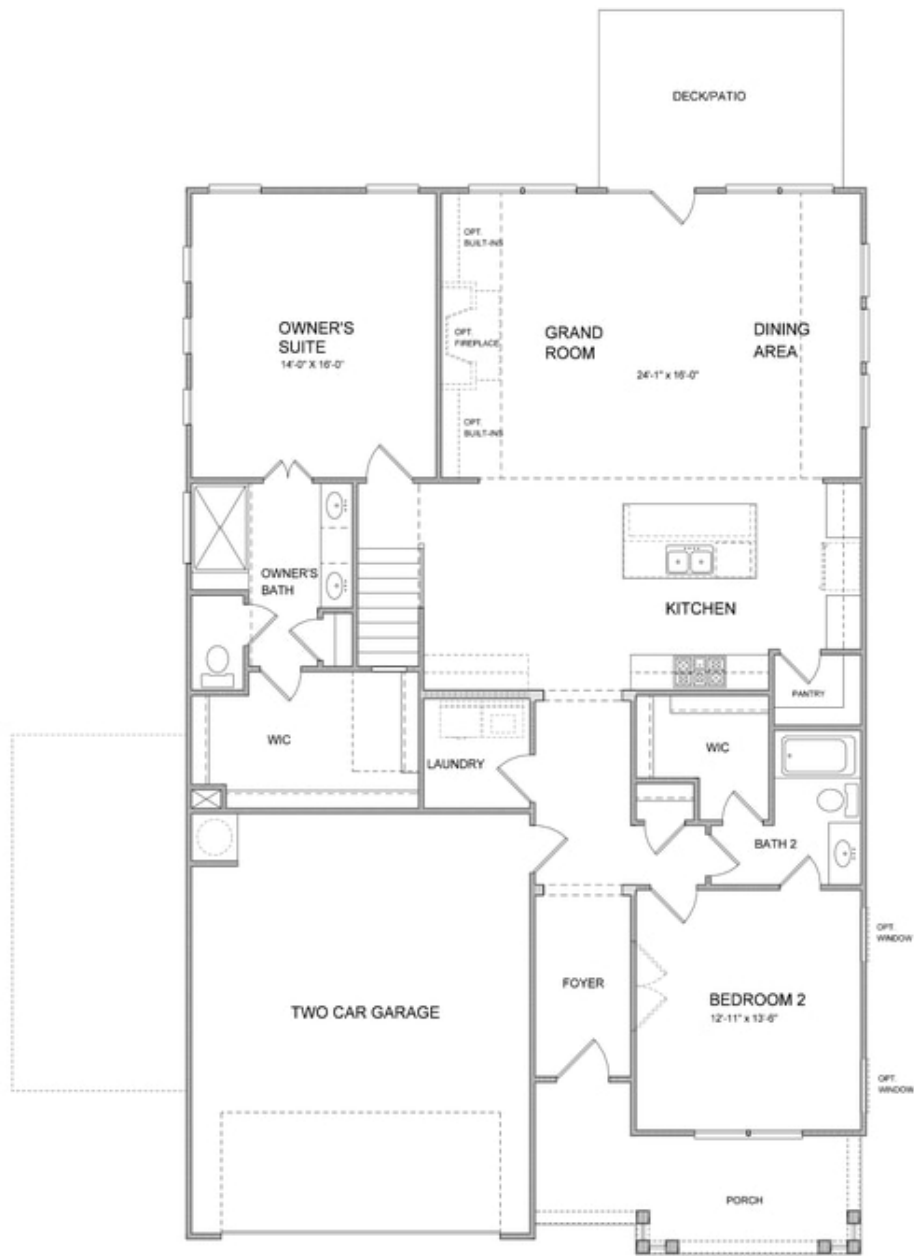 DECK/PATIO
OPT.
BUILT-INS
OWNER'S
SUITE
14'-0" X 16'-0"
OPT.
FIREPLACE
GRAND
ROOM
DINING
AREA
24'-1" x 16'-0"
OPT.
BUILT-INS
OWNER'S
BATH
KITCHEN
PANTRY
WIC
LAUNDRY
WIC
BATH 2
OPT.
WINDOW
FOYER
BEDROOM 2
12'-11" x 13'-6"
TWO CAR GARAGE
OPT.
WINDOW
PORCH